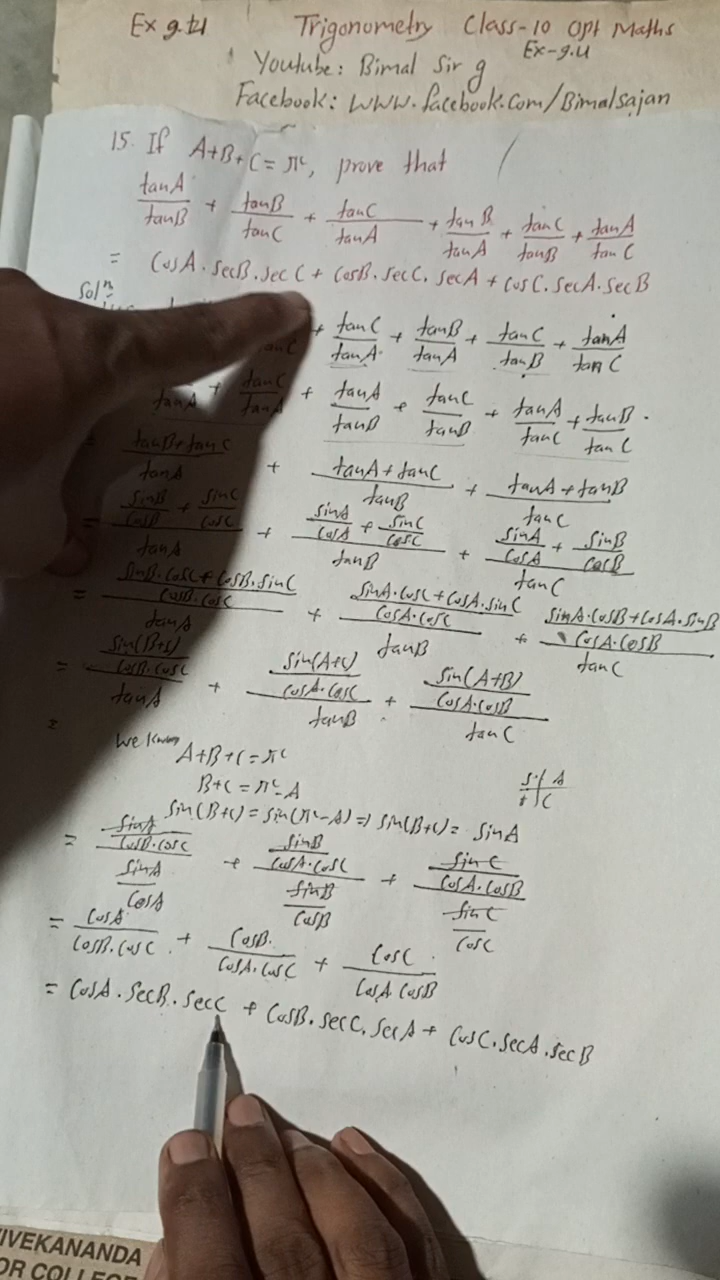 Ex 9.4
Trigonometry Class-10 Opt Maths
Ex-9.4
Youtube: Bimal Sir g
Facebook: WWW.facebook.Com/Bimalsajan
15. If A+B+C = πᶜ, prove that
tanA/tanB + tanB/tanC + tanC/tanA + tanB/tanA + tanC/tanB + tanA/tanC
= CosA.secB.secC + CosB.secC.secA + CosC.secA.secB
Solⁿ
+ tanC/tanA + tanB/tanA + tanC/tanB + tanA/tanC
tanA + tanC/tanA + tanA/tanB + tanC/tanB + tanA/tanC + tanB/tanC
= (tanB+tanC)/tanA + (tanA+tanC)/tanB + (tanA+tanB)/tanC
= (sinB/cosB + sinC/cosC)/tanA + (sinA/cosA + sinC/cosC)/tanB + (sinA/cosA + sinB/cosB)/tanC
= ((sinB.cosC+cosB.sinC)/(cosB.cosC))/tanA + ((sinA.cosC+cosA.sinC)/(cosA.cosC))/tanB + ((sinA.cosB+cosA.sinB)/(cosA.cosB))/tanC
= (sin(B+C)/(cosB.cosC))/tanA + (sin(A+C)/(cosA.cosC))/tanB + (sin(A+B)/(cosA.cosB))/tanC
= We know
A+B+C=πᶜ
B+C=πᶜ-A
S A
t C
sin(B+C)=sin(πᶜ-A)=> sin(B+C)= sinA
= (sinA/(cosB.cosC))/(sinA/cosA) + (sinB/(cosA.cosC))/(sinB/cosB) + (sinC/(cosA.cosB))/(sinC/cosC)
= CosA/(cosB.cosC) + CosB/(cosA.cosC) + CosC/(cosA cosB)
= CosA.secB.secC + CosB.secC.secA + CosC.secA.secB
IVEKANANDA
OR COLLEGE